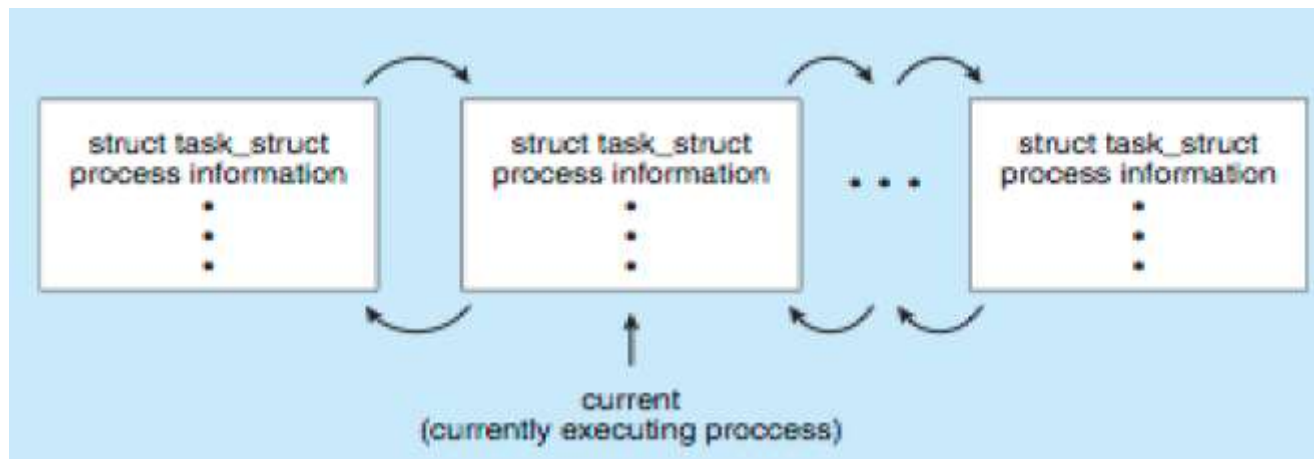 struct task_struct
process information
struct task_struct
process information
struct task_struct
process information
current
(currently executing proccess)